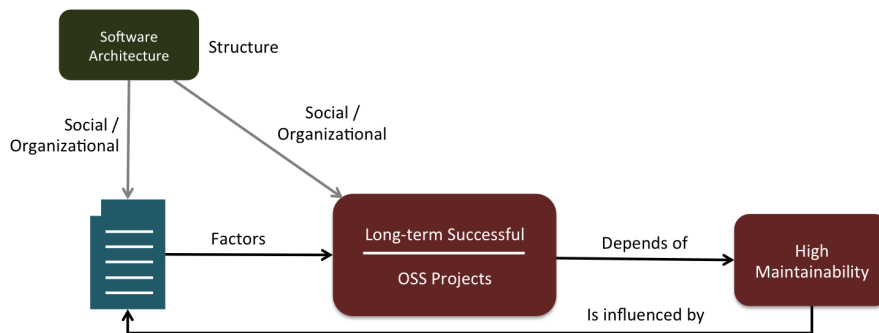 Software
Architecture
Structure
Social /
Organizational
Social /
Organizational
Factors
Long-term Successful
OSS Projects
Depends of
High
Maintainability
Is influenced by